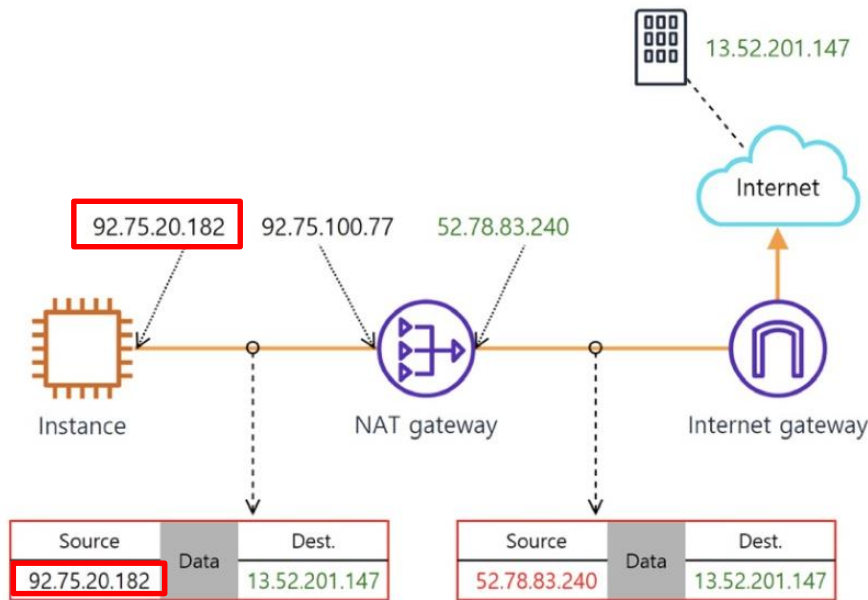 13.52.201.147
Internet
92.75.20.182 92.75.100.77 52.78.83.240
Instance NAT gateway Internet gateway
Source Data Dest.
92.75.20.182 13.52.201.147
Source Data Dest.
52.78.83.240 13.52.201.147